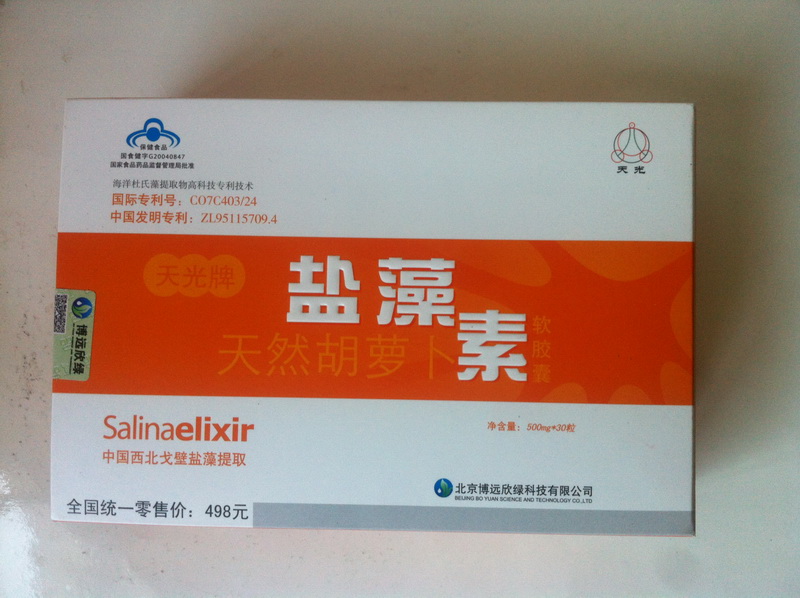 保健食品
国食健字G20040847
国家食品药品监督管理局批准
天光
海洋杜氏藻提取物高科技专利技术
国际专利号：CO7C403/24
中国发明专利：ZL95115709.4
天光牌
盐藻
天然胡萝卜素
软胶囊
博远欣绿
Salinaelixir
中国西北戈壁盐藻提取
净含量：500mg*30粒
北京博远欣绿科技有限公司
BEIJING BO YUAN SCIENCE AND TECHNOLOGY CO.,LTD
全国统一零售价：498元